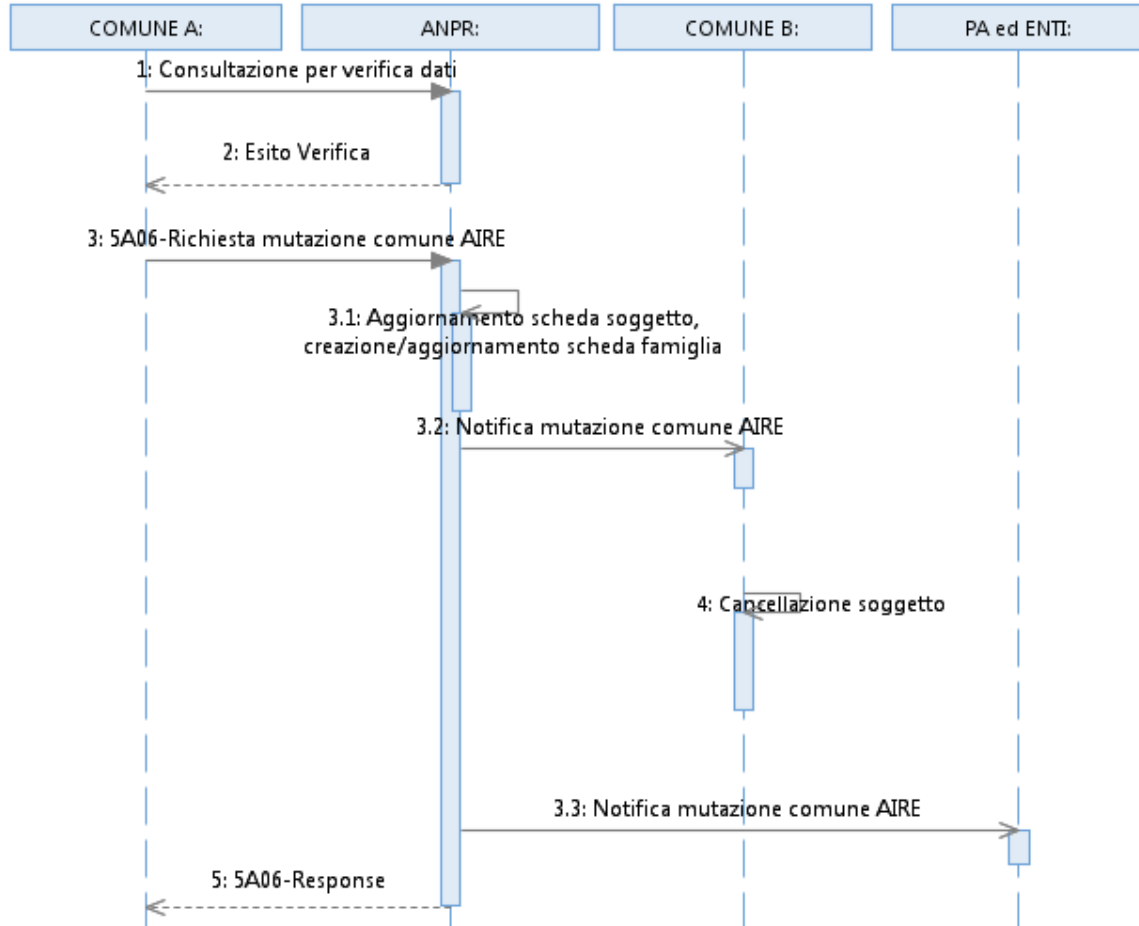 COMUNE A:
ANPR:
COMUNE B:
PA ed ENTI:
1: Consultazione per verifica dati
2: Esito Verifica
3: 5A06-Richiesta mutazione comune AIRE
3.1: Aggiornamento scheda soggetto,
creazione/aggiornamento scheda famiglia
3.2: Notifica mutazione comune AIRE
4: Cancellazione soggetto
3.3: Notifica mutazione comune AIRE
5: 5A06-Response